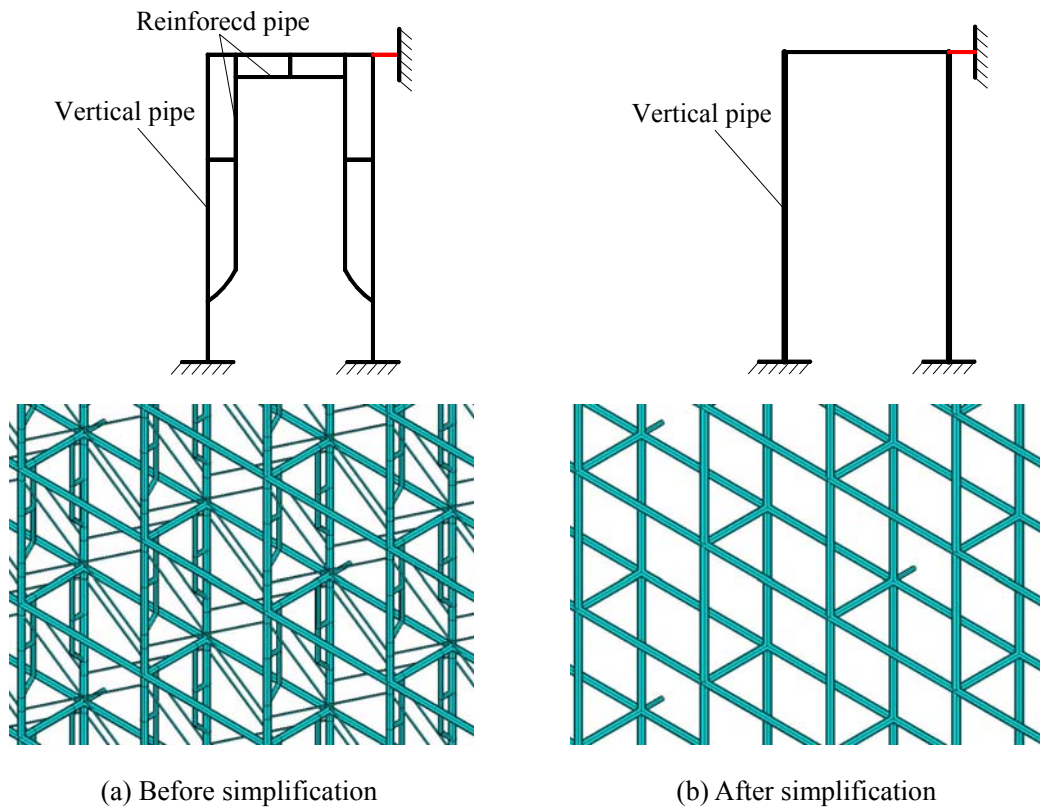 Reinforecd pipe
Vertical pipe
Vertical pipe
(a) Before simplification
(b) After simplification